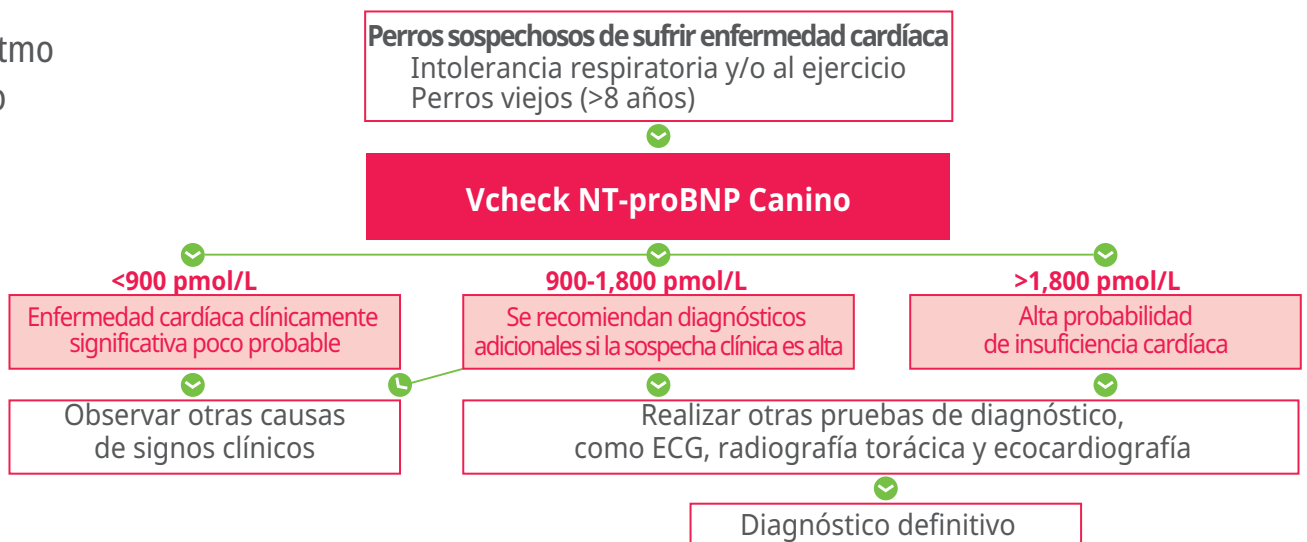 Perros sospechosos de sufrir enfermedad cardíaca
Intolerancia respiratoria y/o al ejercicio
Perros viejos (>8 años)
Vcheck NT-proBNP Canino
<900 pmol/L
Enfermedad cardíaca clínicamente
significativa poco probable
900-1,800 pmol/L
Se recomiendan diagnósticos
adicionales si la sospecha clínica es alta
>1,800 pmol/L
Alta probabilidad
de insuficiencia cardíaca
Observar otras causas
de signos clínicos
Realizar otras pruebas de diagnóstico,
como ECG, radiografía torácica y ecocardiografía
Diagnóstico definitivo